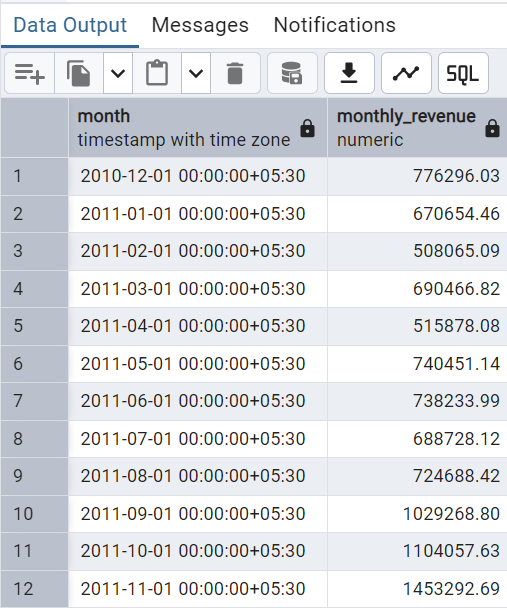 Data Output Messages Notifications
SQL
month monthly_revenue
timestamp with time zone numeric
1 2010-12-01 00:00:00+05:30 776296.03
2 2011-01-01 00:00:00+05:30 670654.46
3 2011-02-01 00:00:00+05:30 508065.09
4 2011-03-01 00:00:00+05:30 690466.82
5 2011-04-01 00:00:00+05:30 515878.08
6 2011-05-01 00:00:00+05:30 740451.14
7 2011-06-01 00:00:00+05:30 738233.99
8 2011-07-01 00:00:00+05:30 688728.12
9 2011-08-01 00:00:00+05:30 724688.42
10 2011-09-01 00:00:00+05:30 1029268.80
11 2011-10-01 00:00:00+05:30 1104057.63
12 2011-11-01 00:00:00+05:30 1453292.69